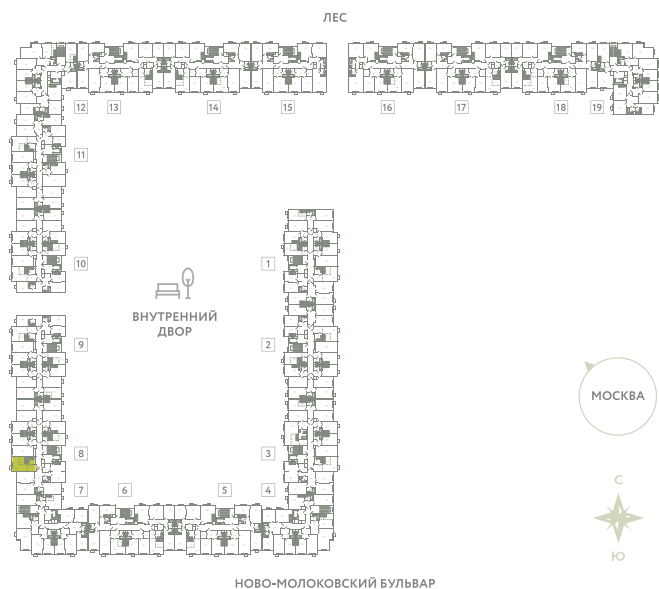 ЛЕС
12 13 14 15 16 17 18 19
11
10 1
ВНУТРЕННИЙ
ДВОР
9 2
МОСКВА
8 3
С
7 6 5 4
Ю
НОВО-МОЛОКОВСКИЙ БУЛЬВАР